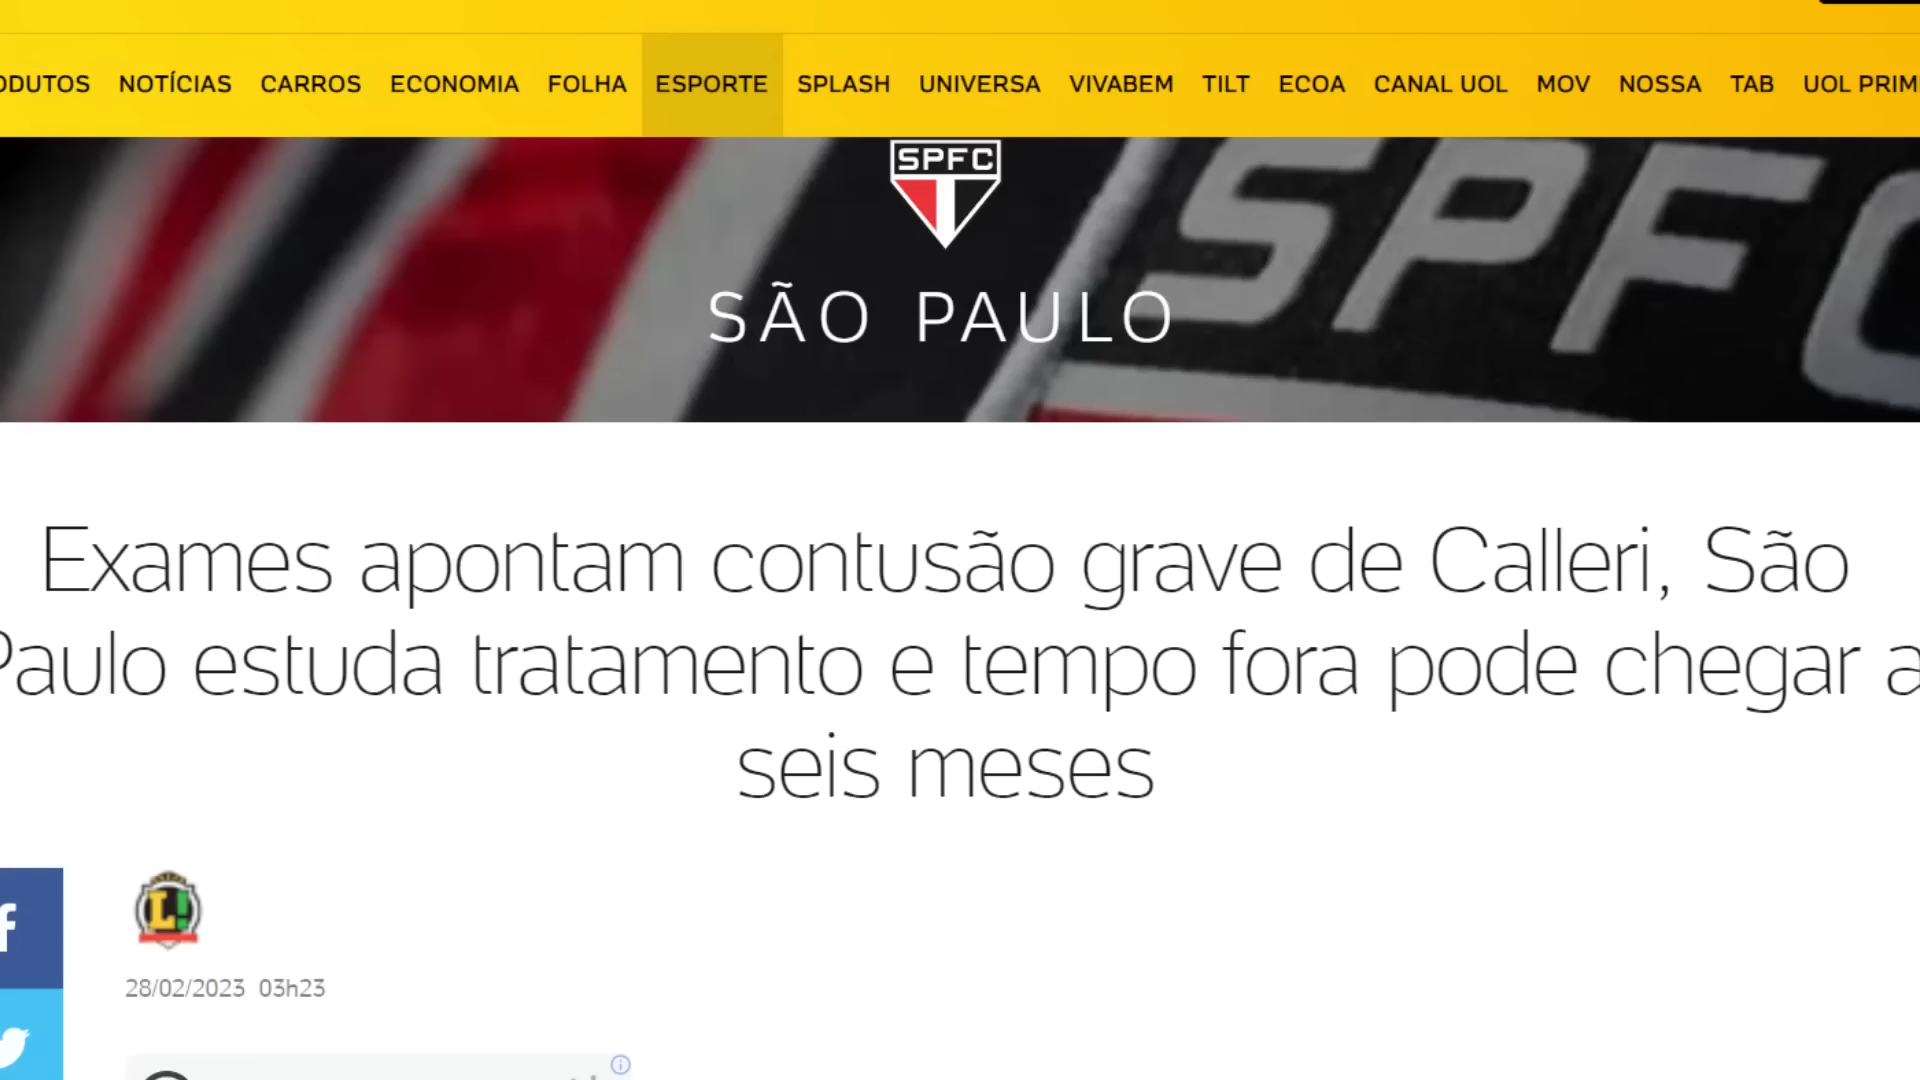 ODUTOS NOTÍCIAS CARROS ECONOMIA FOLHA ESPORTE SPLASH UNIVERSA VIVABEM TILT ECOA CANAL UOL MOV NOSSA TAB UOL PRIM
SPFC
SPFC
SÃO PAULO
Exames apontam contusão grave de Calleri, São
Paulo estuda tratamento e tempo fora pode chegar a
seis meses
f
L!
28/02/2023 03h23